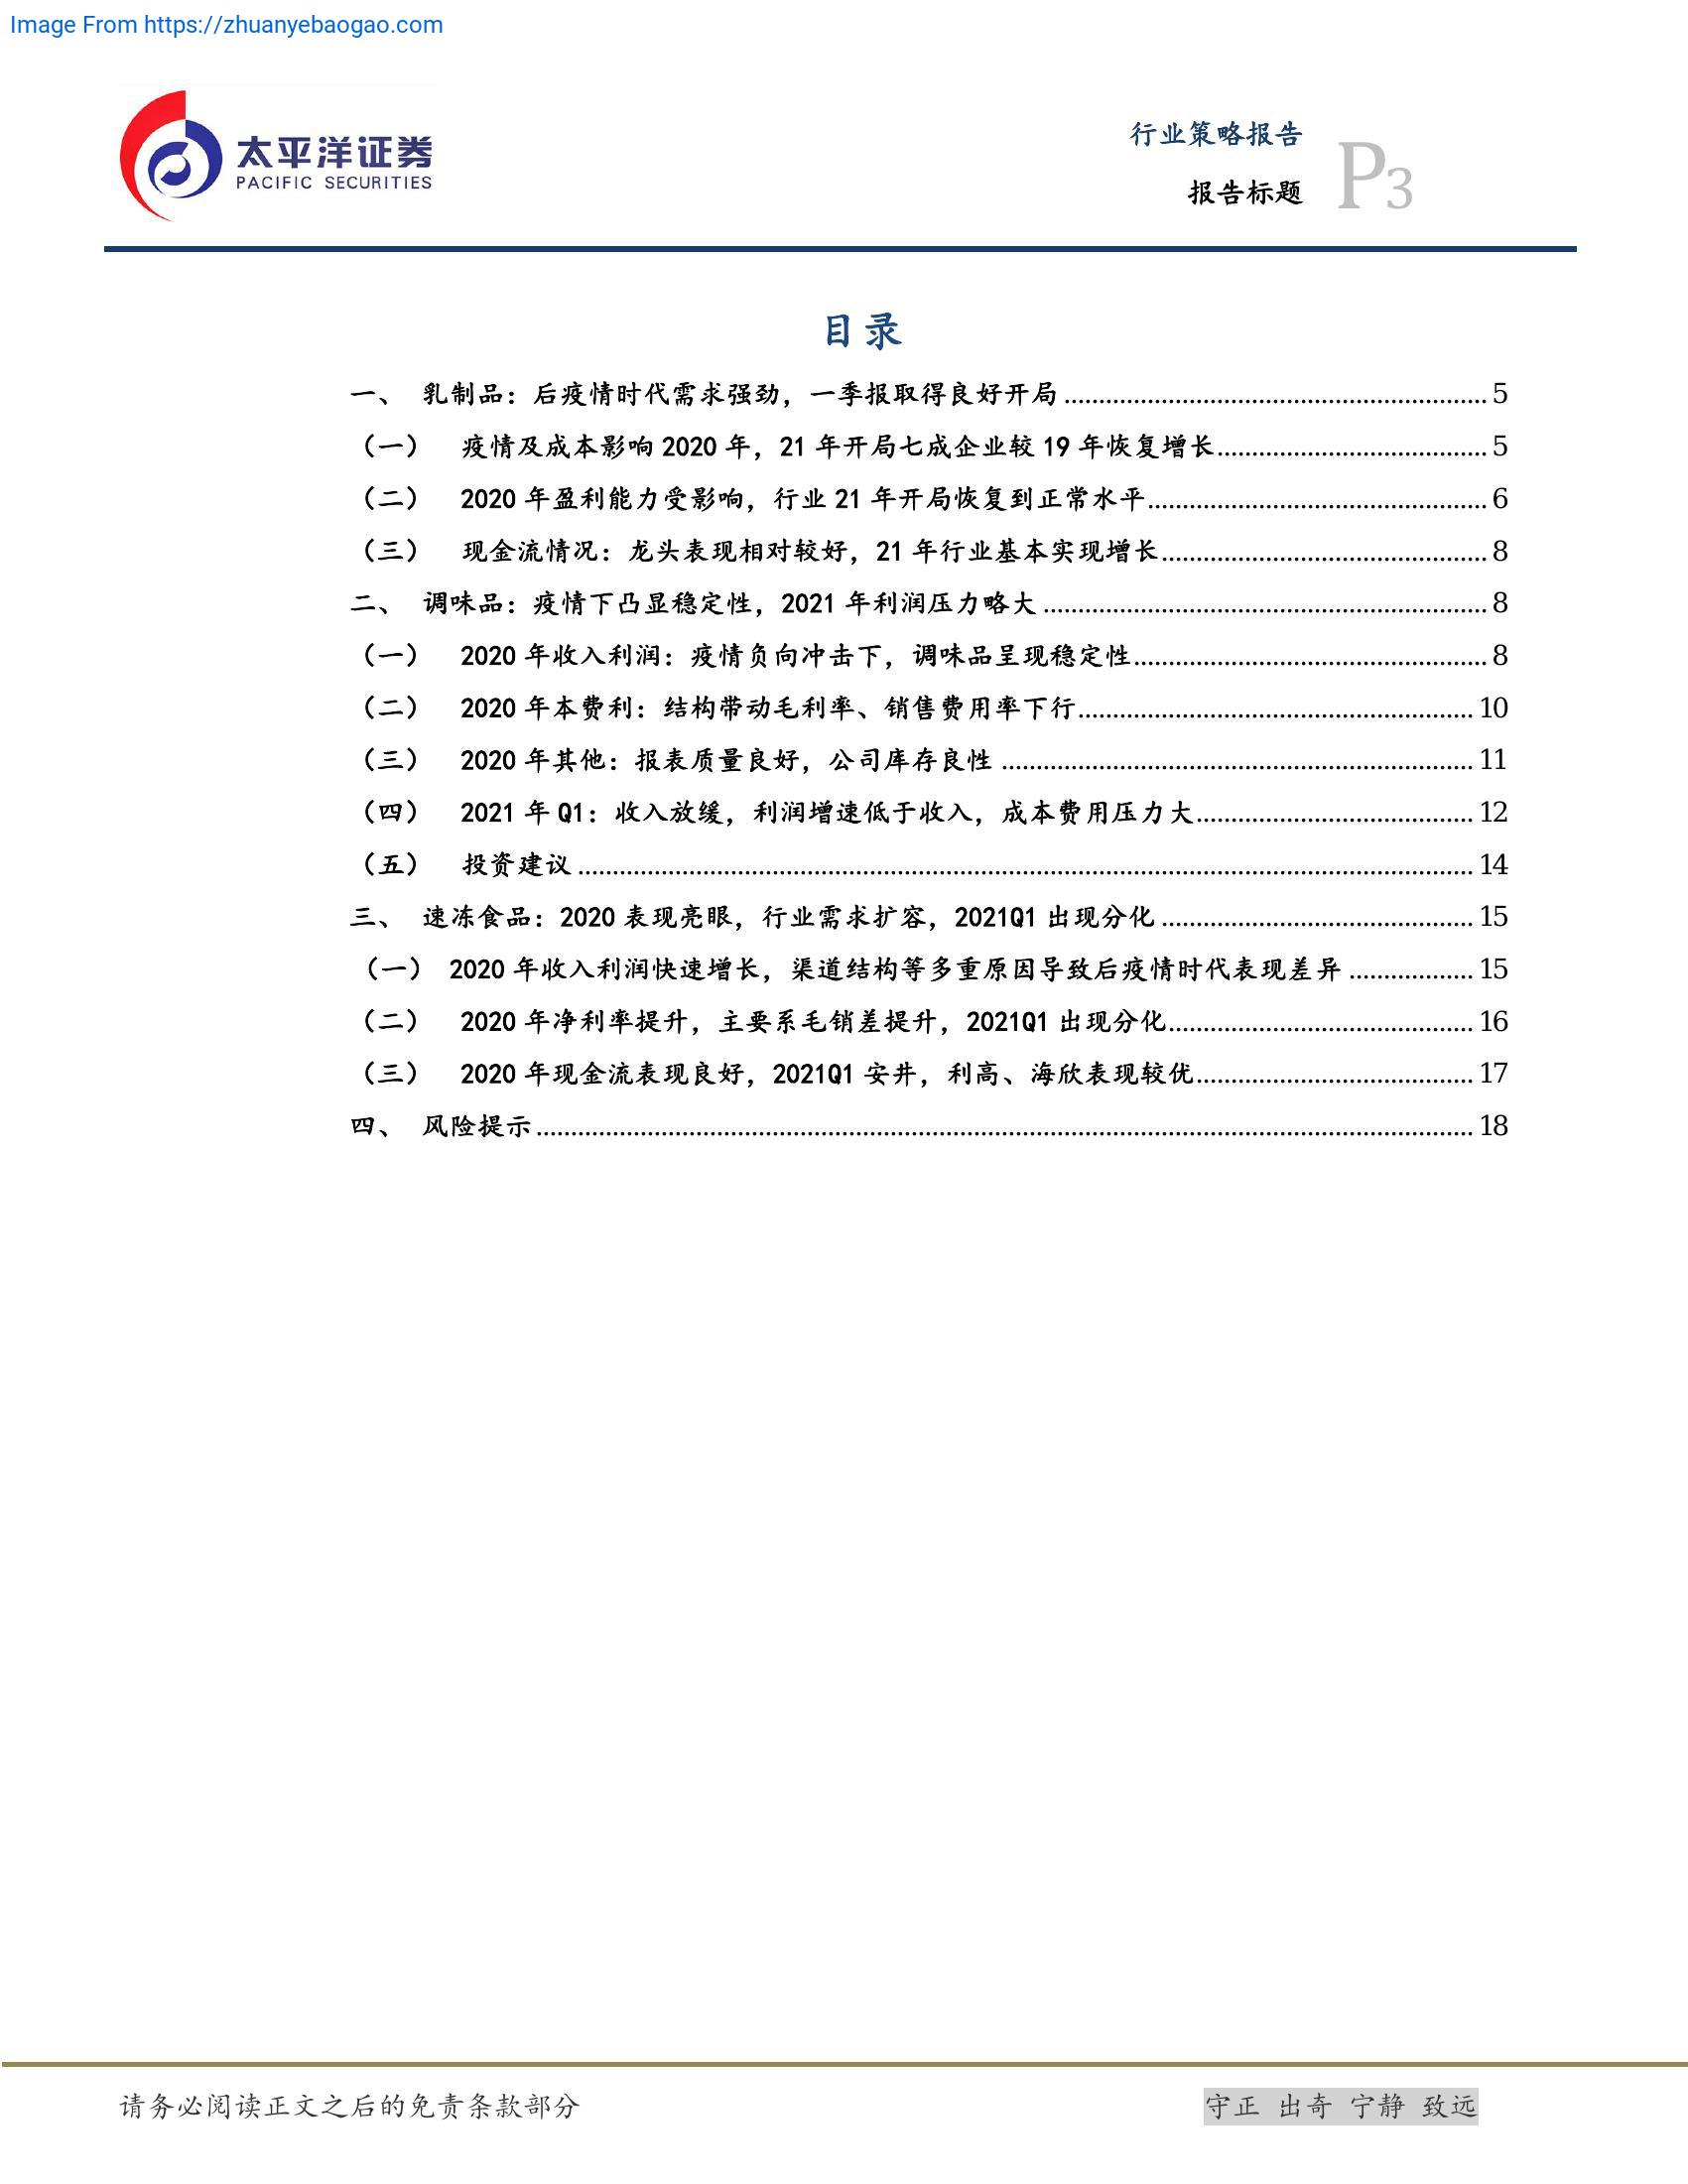 Image From https://zhuanyebaogao.com
太平洋证券
PACIFIC SECURITIES
行业策略报告
报告标题
P3
目录
一、 乳制品：后疫情时代需求强劲，一季报取得良好开局 5
（一） 疫情及成本影响 2020 年，21 年开局七成企业较 19 年恢复增长 5
（二） 2020 年盈利能力受影响，行业 21 年开局恢复到正常水平 6
（三） 现金流情况：龙头表现相对较好，21 年行业基本实现增长 8
二、 调味品：疫情下凸显稳定性，2021 年利润压力略大 8
（一） 2020 年收入利润：疫情负向冲击下，调味品呈现稳定性 8
（二） 2020 年本费利：结构带动毛利率、销售费用率下行 10
（三） 2020 年其他：报表质量良好，公司库存良性 11
（四） 2021 年 Q1：收入放缓，利润增速低于收入，成本费用压力大 12
（五） 投资建议 14
三、 速冻食品：2020 表现亮眼，行业需求扩容，2021Q1 出现分化 15
（一） 2020 年收入利润快速增长，渠道结构等多重原因导致后疫情时代表现差异 15
（二） 2020 年净利率提升，主要系毛销差提升，2021Q1 出现分化 16
（三） 2020 年现金流表现良好，2021Q1 安井，利高、海欣表现较优 17
四、 风险提示 18
请务必阅读正文之后的免责条款部分
守正 出奇 宁静 致远